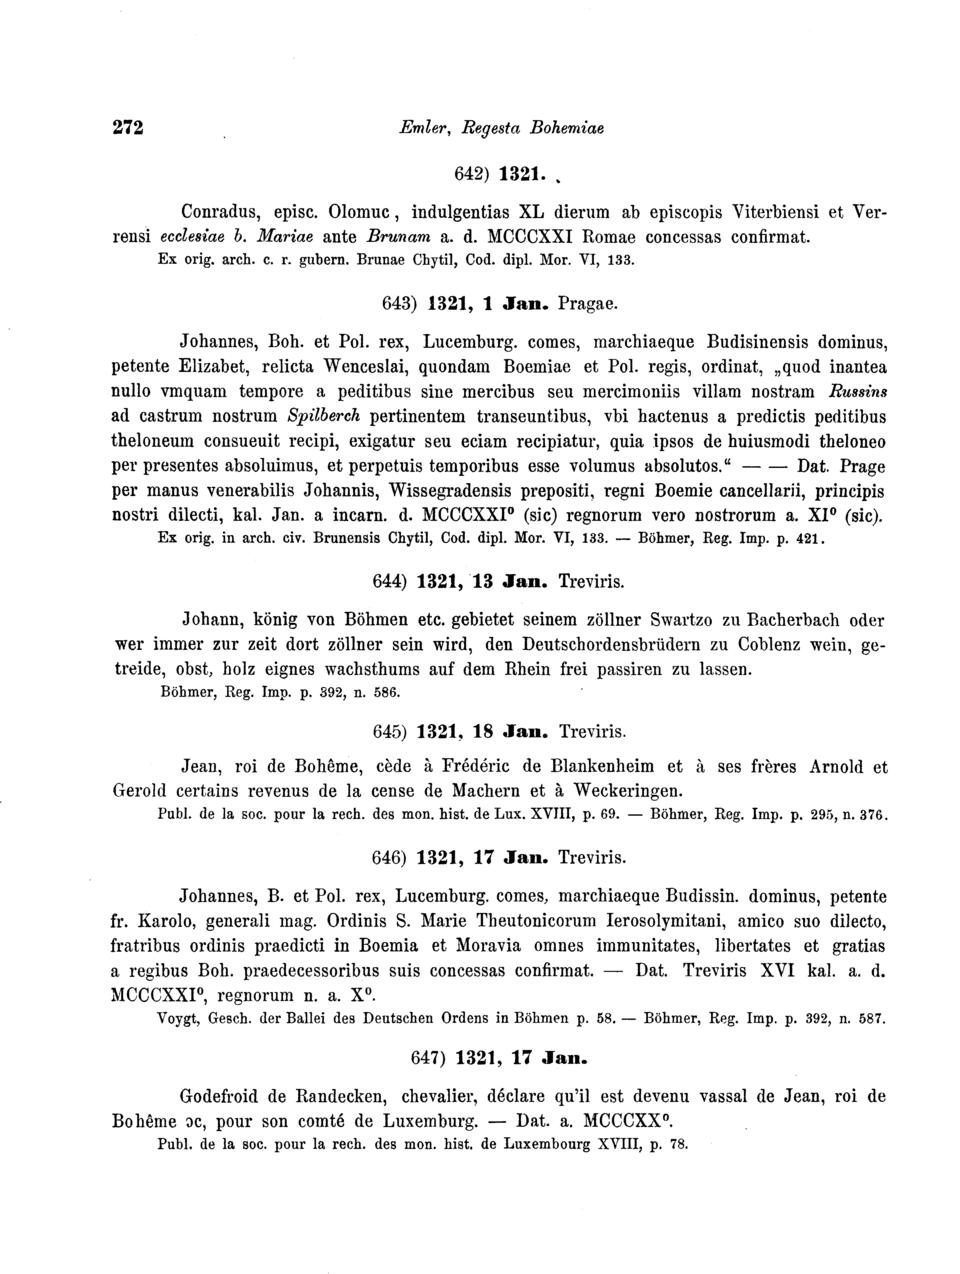 272 Emler, Regesta Bohemiae
642) 1321.
Conradus, episc. Olomuc, indulgentias XL dierum ab episcopis Viterbiensi et Ver-
rensi ecclesiae b. Mariae ante Brunam a. d. MCCCXXI Romae concessas confirmat.
Ex orig. arch. c. r. gubern. Brunae Chytil, Cod. dipl. Mor. VI, 133.
643) 1321, 1 Jan. Pragae.
Johannes, Boh. et Pol. rex, Lucemburg. comes, marchiaeque Budisinensis dominus,
petente Elizabet, relicta Wenceslai, quondam Boemiae et Pol. regis, ordinat, „quod inantea
nullo vmquam tempore a peditibus sine mercibus seu mercimoniis villam nostram Russins
ad castrum nostrum Spilberch pertinentem transeuntibus, vbi hactenus a predictis peditibus
theloneum consueuit recipi, exigatur seu eciam recipiatur, quia ipsos de huiusmodi theloneo
per presentes absoluimus, et perpetuis temporibus esse volumus absolutos.“ — — Dat. Prage
per manus venerabilis Johannis, Wissegradensis prepositi, regni Boemie cancellarii, principis
nostri dilecti, kal. Jan. a incarn. d. MCCCXXI⁰ (sic) regnorum vero nostrorum a. XI⁰ (sic).
Ex orig. in arch. civ. Brunensis Chytil, Cod. dipl. Mor. VI, 133. — Böhmer, Reg. Imp. p. 421.
644) 1321, 13 Jan. Treviris.
Johann, könig von Böhmen etc. gebietet seinem zöllner Swartzo zu Bacherbach oder
wer immer zur zeit dort zöllner sein wird, den Deutschordensbrüdern zu Coblenz wein, ge-
treide, obst, holz eignes wachsthums auf dem Rhein frei passiren zu lassen.
Böhmer, Reg. Imp. p. 392, n. 586.
645) 1321, 18 Jan. Treviris.
Jean, roi de Bohême, cède à Frédéric de Blankenheim et à ses frères Arnold et
Gerold certains revenus de la cense de Machern et à Weckeringen.
Publ. de la soc. pour la rech. des mon. hist. de Lux. XVIII, p. 69. — Böhmer, Reg. Imp. p. 295, n. 376.
646) 1321, 17 Jan. Treviris.
Johannes, B. et Pol. rex, Lucemburg. comes, marchiaeque Budissin. dominus, petente
fr. Karolo, generali mag. Ordinis S. Marie Theutonicorum Ierosolymitani, amico suo dilecto,
fratribus ordinis praedicti in Boemia et Moravia omnes immunitates, libertates et gratias
a regibus Boh. praedecessoribus suis concessas confirmat. — Dat. Treviris XVI kal. a. d.
MCCCXXI⁰, regnorum n. a. X⁰.
Voygt, Gesch. der Ballei des Deutschen Ordens in Böhmen p. 58. — Böhmer, Reg. Imp. p. 392, n. 587.
647) 1321, 17 Jan.
Godefroid de Randecken, chevalier, déclare qu'il est devenu vassal de Jean, roi de
Bohême ɔc, pour son comté de Luxemburg. — Dat. a. MCCCXX⁰.
Publ. de la soc. pour la rech. des mon. hist. de Luxembourg XVIII, p. 78.